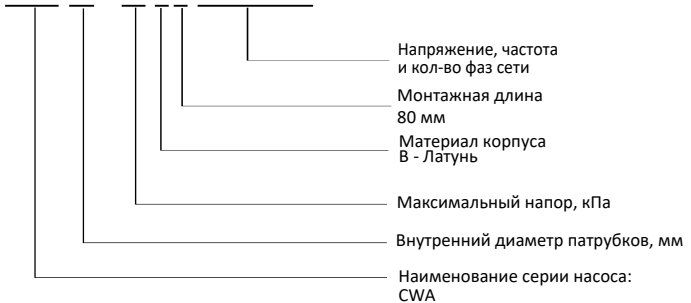 Напряжение, частота
и кол-во фаз сети
Монтажная длина
80 мм
Материал корпуса
В - Латунь
Максимальный напор, кПа
Внутренний диаметр патрубков, мм
Наименование серии насоса:
CWA